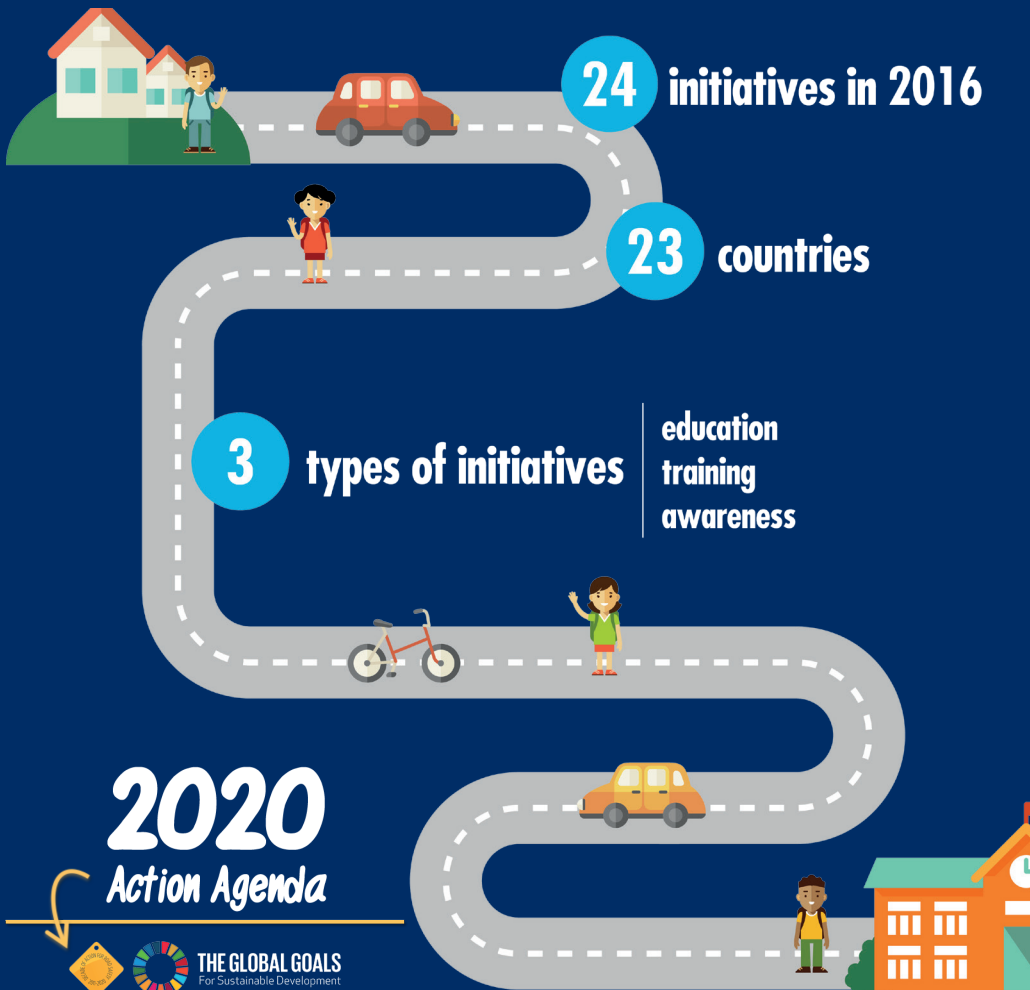 24 initiatives in 2016
23 countries
3 types of initiatives
education
training
awareness
2020
Action Agenda
THE GLOBAL GOALS
For Sustainable Development